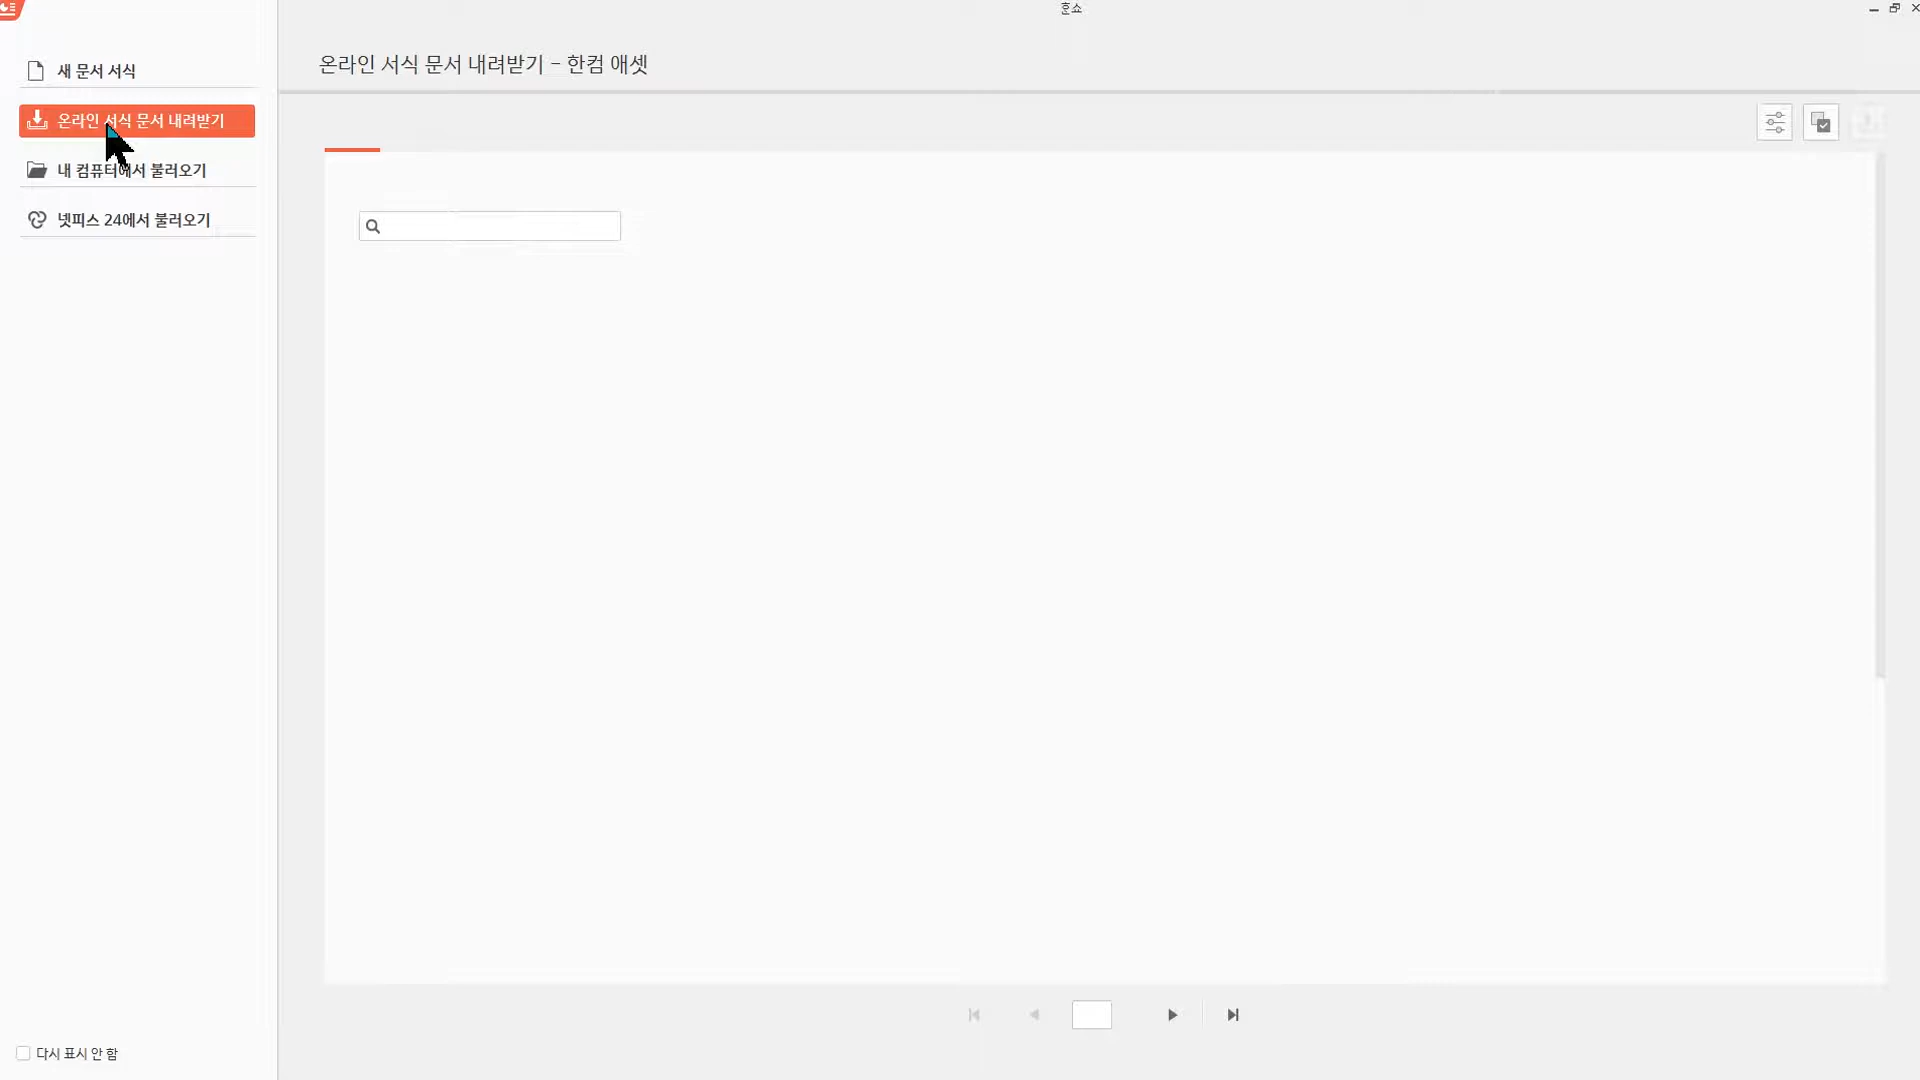 훈쇼
새 문서 서식
온라인 서식 문서 내려받기
내 컴퓨터에서 불러오기
넷피스 24에서 불러오기
다시 표시 안 함
온라인 서식 문서 내려받기 - 한컴 애셋